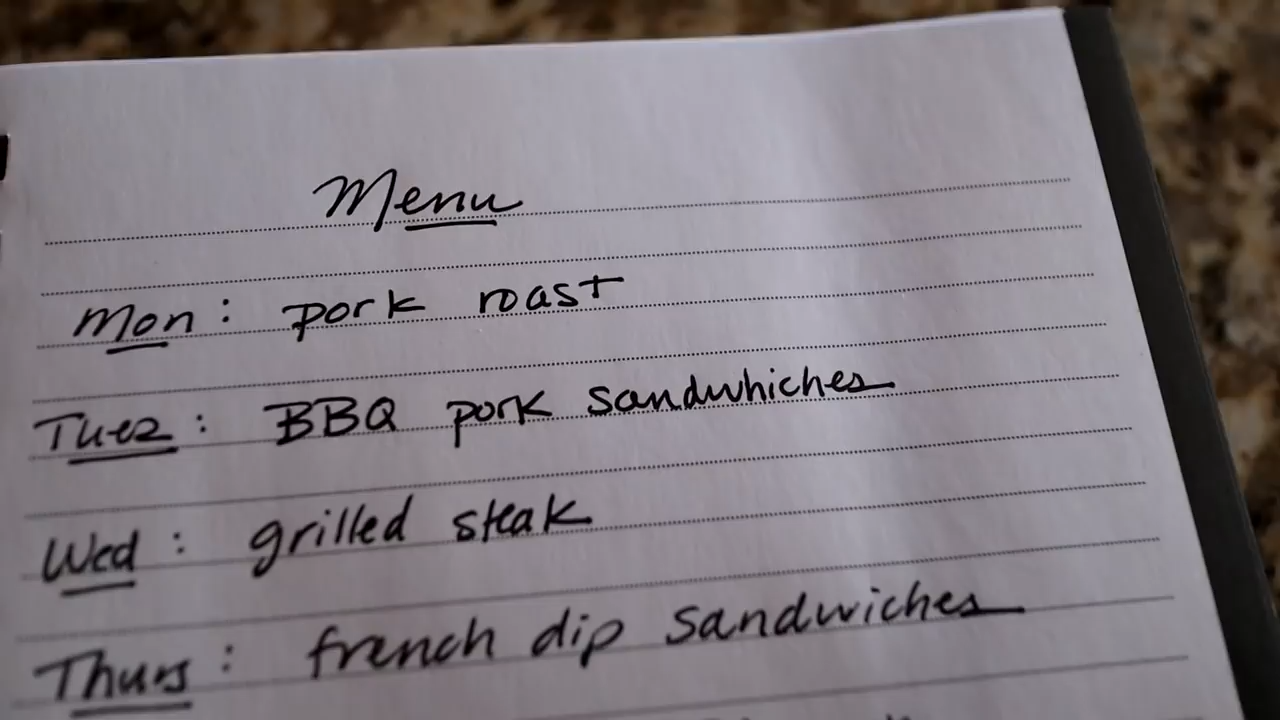 Menu
Mon: pork roast
Tues: BBQ pork sandwhiches
Wed: grilled steak
Thurs: french dip sandwiches